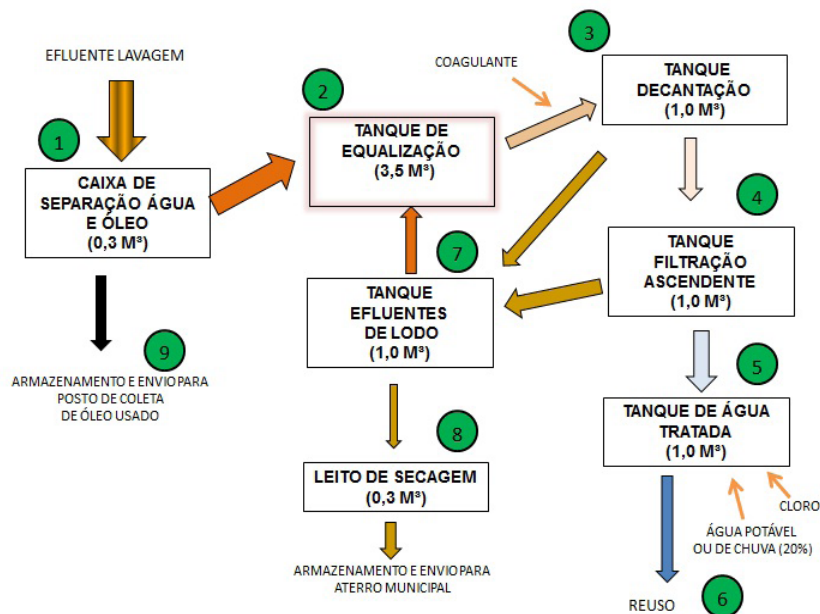 EFLUENTE LAVAGEM
1
CAIXA DE
SEPARAÇÃO ÁGUA
E ÓLEO
(0,3 M³)
2
TANQUE DE
EQUALIZAÇÃO
(3,5 M³)
COAGULANTE
3
TANQUE
DECANTAÇÃO
(1,0 M³)
4
TANQUE
FILTRAÇÃO
ASCENDENTE
(1,0 M³)
7
TANQUE
EFLUENTES
DE LODO
(1,0 M³)
9
ARMAZENAMENTO E ENVIO PARA
POSTO DE COLETA
DE ÓLEO USADO
5
TANQUE DE ÁGUA
TRATADA
(1,0 M³)
8
LEITO DE SECAGEM
(0,3 M³)
CLORO
ÁGUA POTÁVEL
OU DE CHUVA (20%)
ARMAZENAMENTO E ENVIO PARA
ATERRO MUNICIPAL
REUSO
6